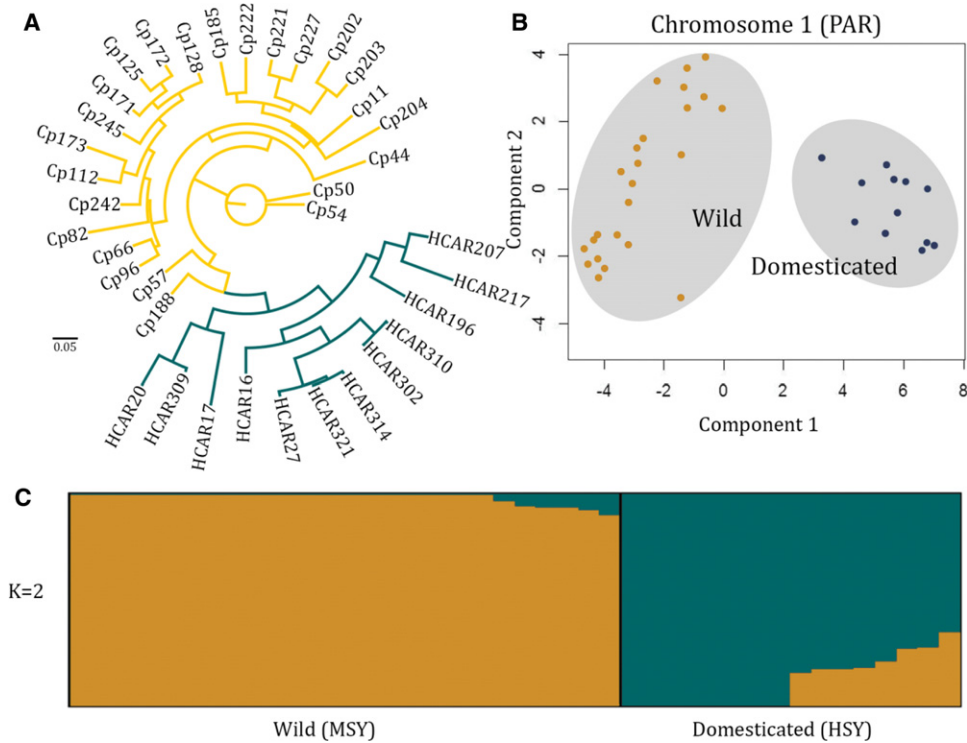 A
Cp173
Cp245
Cp171
Cp125
Cp172
Cp128
Cp185
Cp222
Cp221
Cp227
Cp202
Cp203
Cp11
Cp204
Cp44
Cp50
Cp54
Cp112
Cp242
Cp82
Cp66
Cp96
Cp57
Cp188
HCAR207
HCAR217
HCAR196
HCAR310
HCAR302
HCAR314
HCAR321
HCAR27
HCAR16
HCAR17
HCAR309
HCAR20
0.05
B
Chromosome 1 (PAR)
Component 2
4
2
0
-2
-4
Wild
Domesticated
-4 -2 0 2 4 6 8
Component 1
C
K=2
Wild (MSY)
Domesticated (HSY)